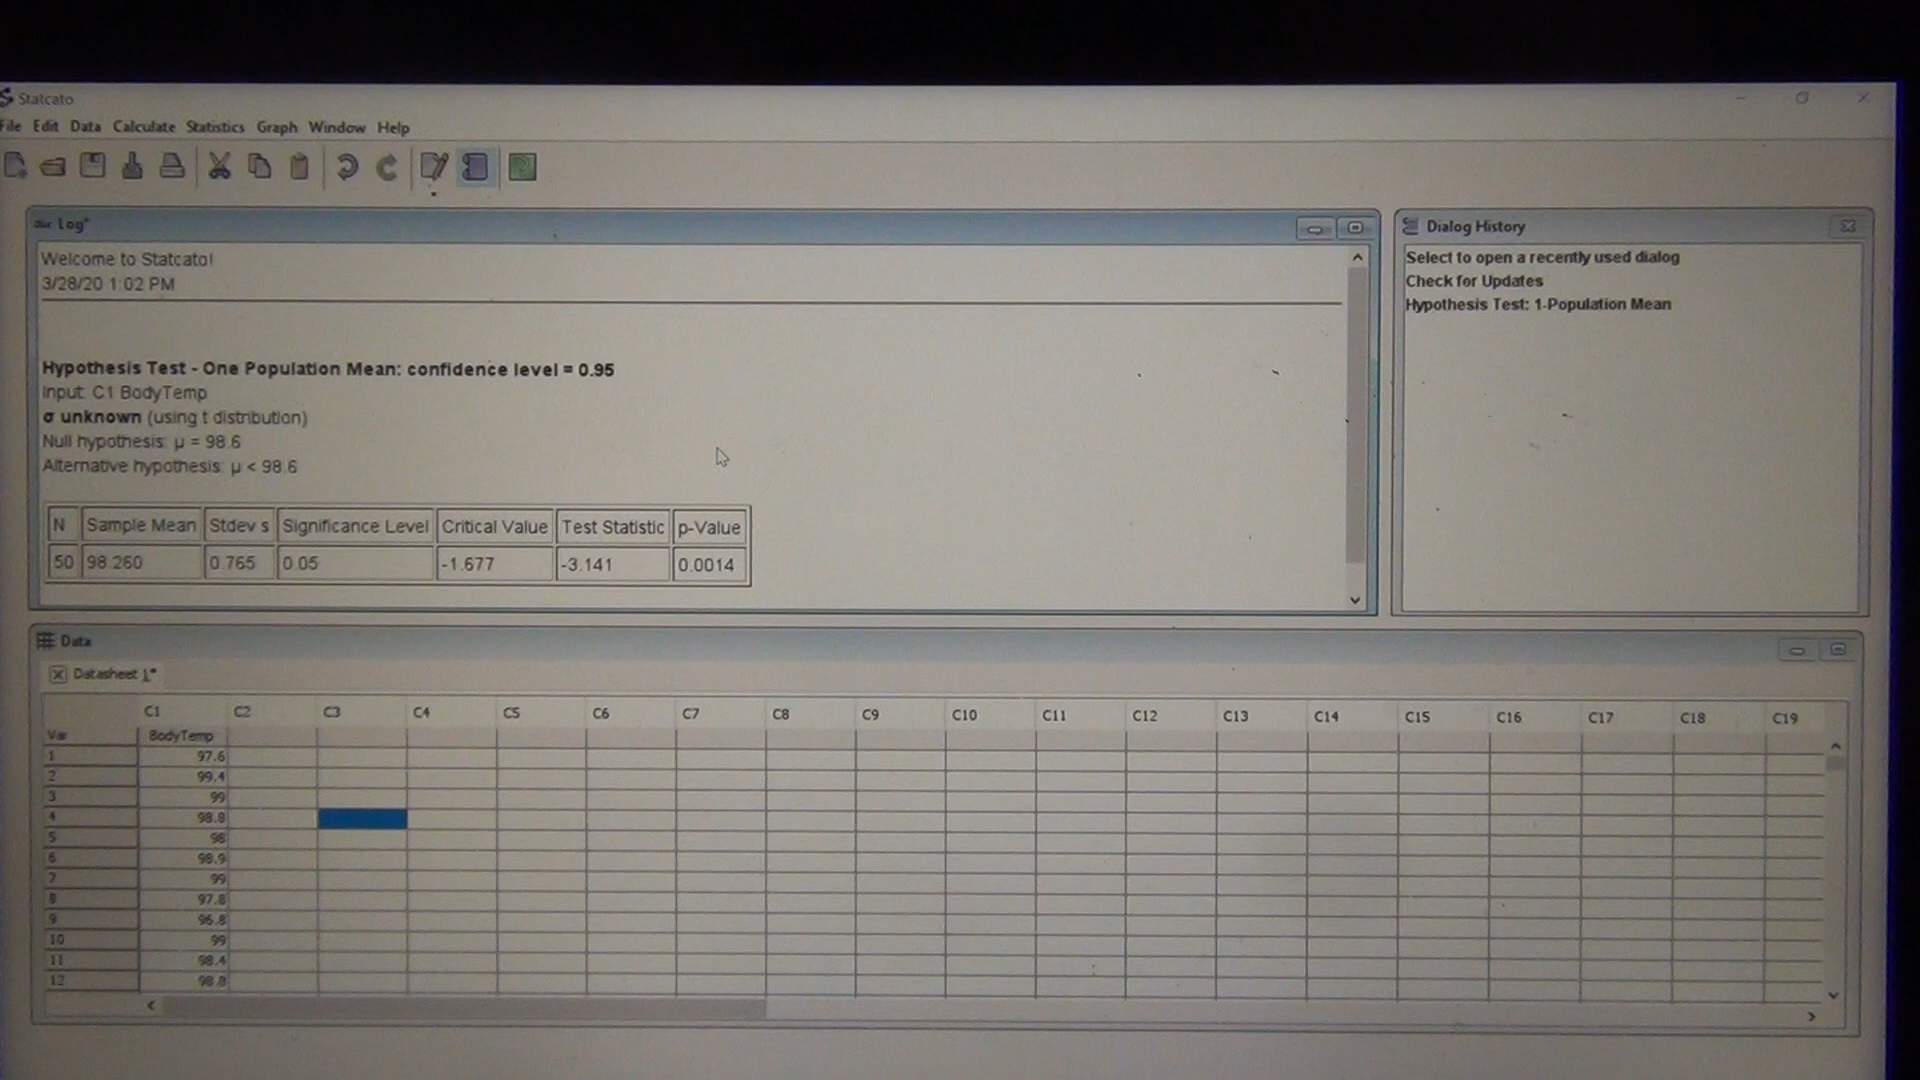 Statcato
File Edit Data Calculate Statistics Graph Window Help
Log*
Welcome to Statcato!
3/28/20 1:02 PM
Hypothesis Test - One Population Mean: confidence level = 0.95
Input: C1 BodyTemp
σ unknown (using t distribution)
Null hypothesis: μ = 98.6
Alternative hypothesis: μ < 98.6
N Sample Mean Stdev s Significance Level Critical Value Test Statistic p-Value
50 98.260 0.765 0.05 -1.677 -3.141 0.0014
Dialog History
Select to open a recently used dialog
Check for Updates
Hypothesis Test: 1-Population Mean
Data
Datasheet 1*
C1 C2 C3 C4 C5 C6 C7 C8 C9 C10 C11 C12 C13 C14 C15 C16 C17 C18 C19
Var BodyTemp
1 97.6
2 99.4
3 99
4 98.8
5 98
6 98.9
7 99
8 97.8
9 96.8
10 99
11 98.4
12 98.8